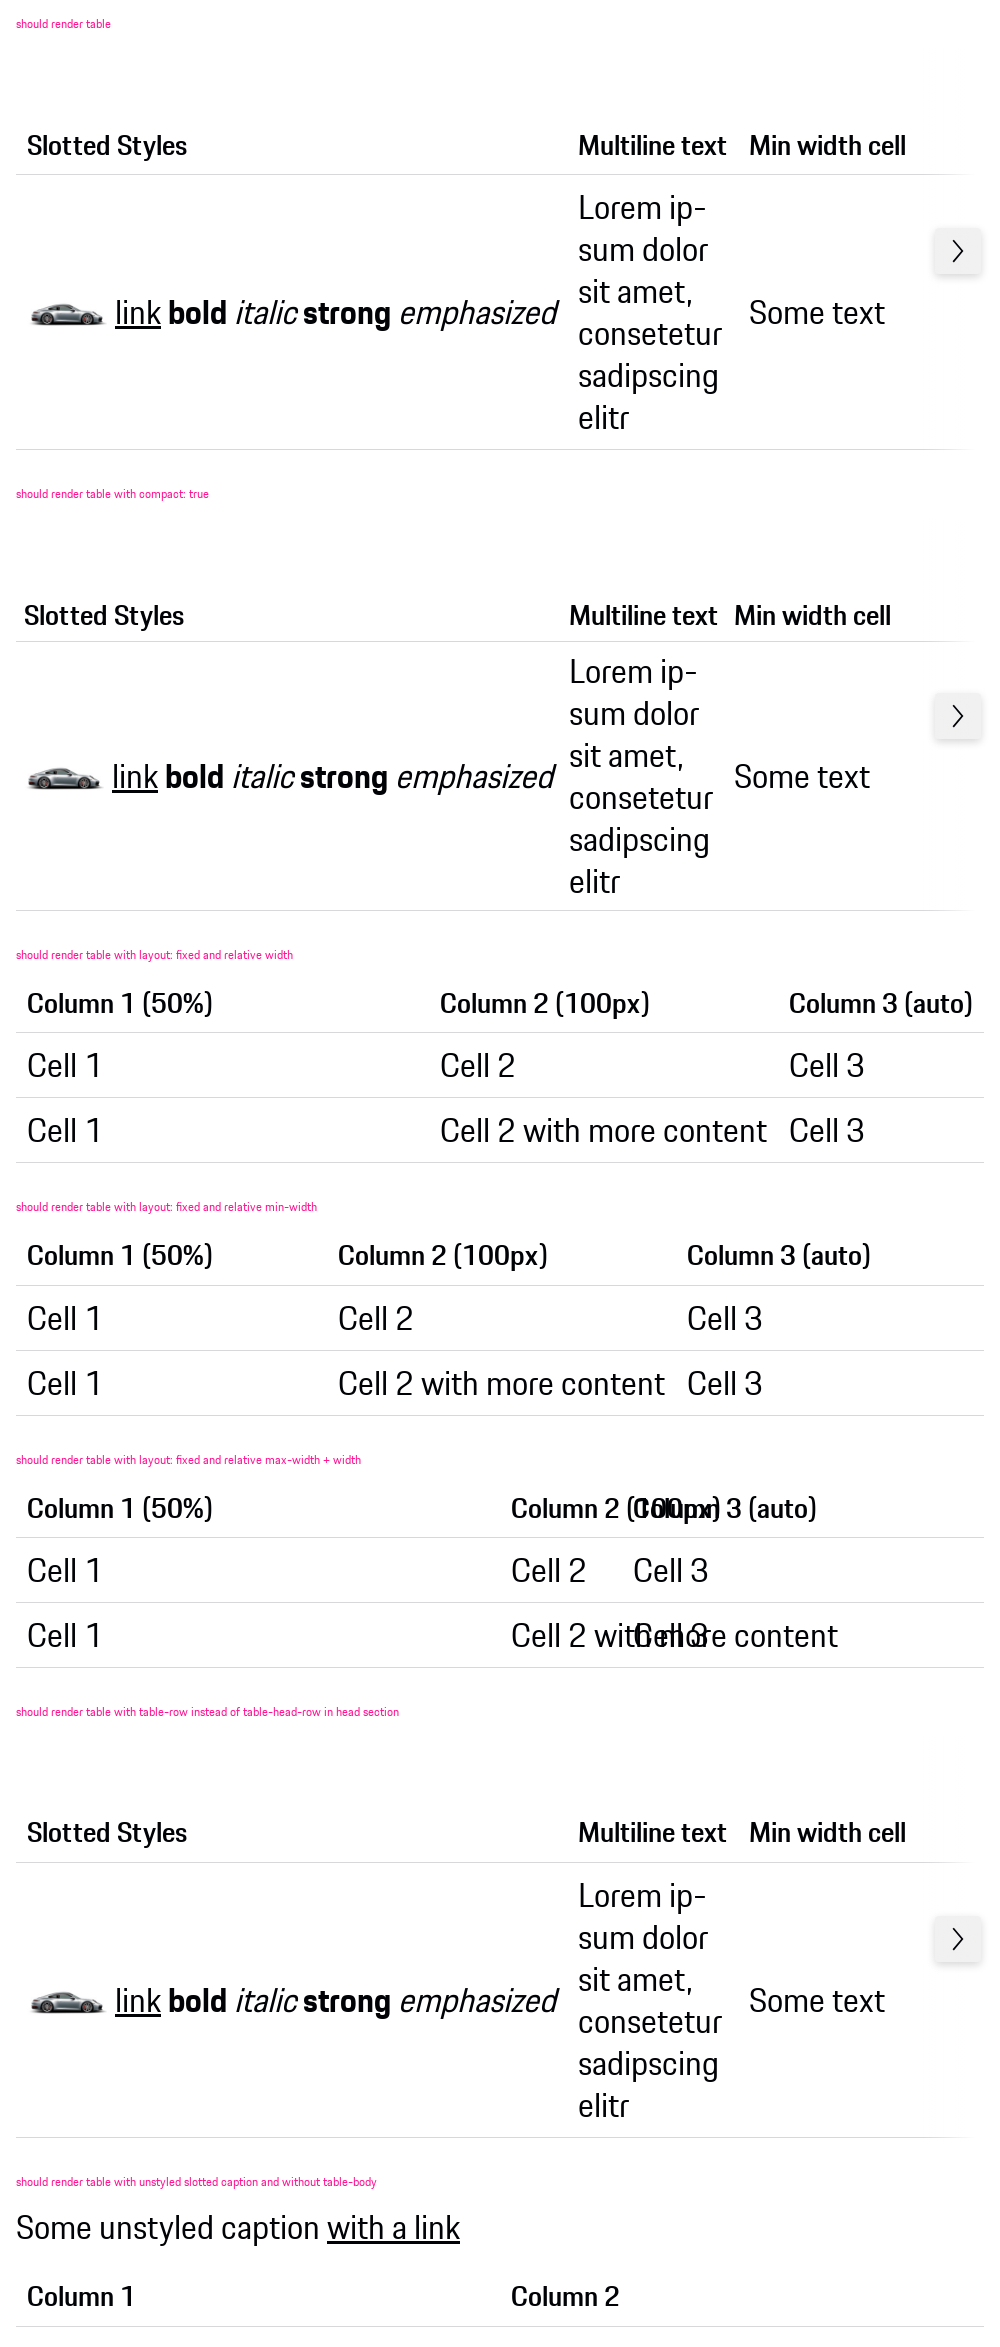 should render table
Slotted Styles Multiline text Min width cell
Lorem ip-
sum dolor
sit amet,
link bold italic strong emphasized consetetur Some text
sadipscing
elitr
should render table with compact: true
Slotted Styles Multiline text Min width cell
Lorem ip-
sum dolor
sit amet,
link bold italic strong emphasized consetetur Some text
sadipscing
elitr
should render table with layout: fixed and relative width
Column 1 (50%) Column 2 (100px) Column 3 (auto)
Cell 1 Cell 2 Cell 3
Cell 1 Cell 2 with more content Cell 3
should render table with layout: fixed and relative min-width
Column 1 (50%) Column 2 (100px) Column 3 (auto)
Cell 1 Cell 2 Cell 3
Cell 1 Cell 2 with more content Cell 3
should render table with layout: fixed and relative max-width + width
Column 1 (50%) Column 2 (100px) Column 3 (auto)
Cell 1 Cell 2 Cell 3
Cell 1 Cell 2 with more content Cell 3
should render table with table-row instead of table-head-row in head section
Slotted Styles Multiline text Min width cell
Lorem ip-
sum dolor
sit amet,
link bold italic strong emphasized consetetur Some text
sadipscing
elitr
should render table with unstyled slotted caption and without table-body
Some unstyled caption with a link
Column 1 Column 2